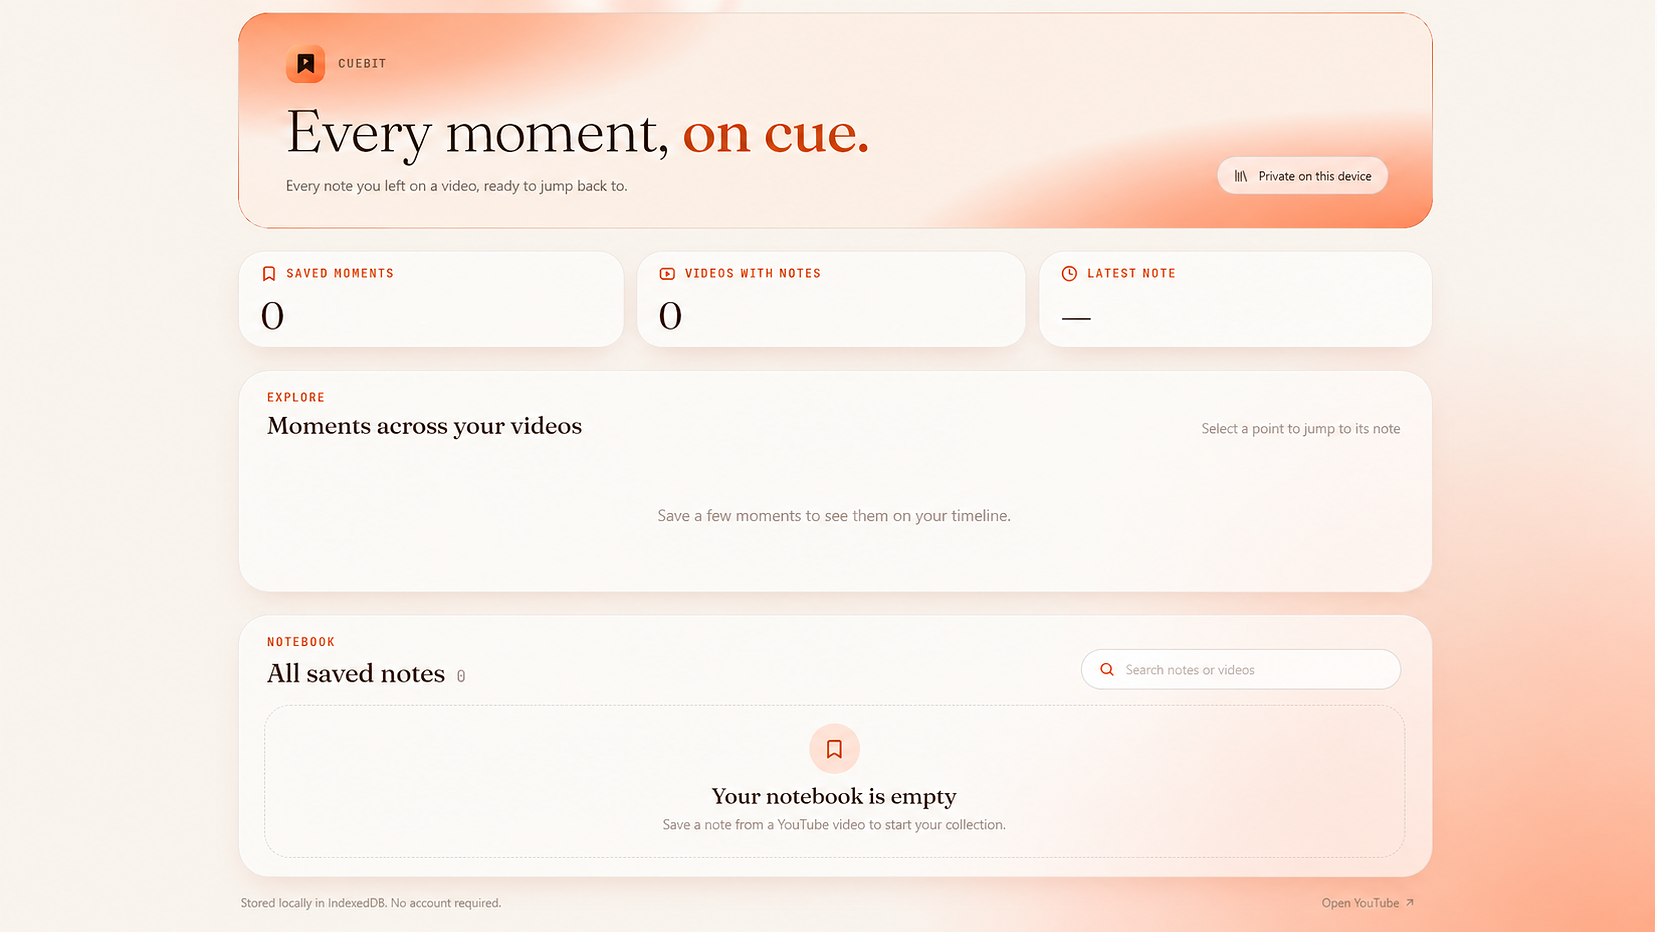 CUEBIT
Every moment, on cue.
Every note you left on a video, ready to jump back to.
Private on this device
SAVED MOMENTS
0
VIDEOS WITH NOTES
0
LATEST NOTE
—
EXPLORE
Moments across your videos
Select a point to jump to its note
Save a few moments to see them on your timeline.
NOTEBOOK
All saved notes 0
Search notes or videos
Your notebook is empty
Save a note from a YouTube video to start your collection.
Stored locally in IndexedDB. No account required.
Open YouTube ↗